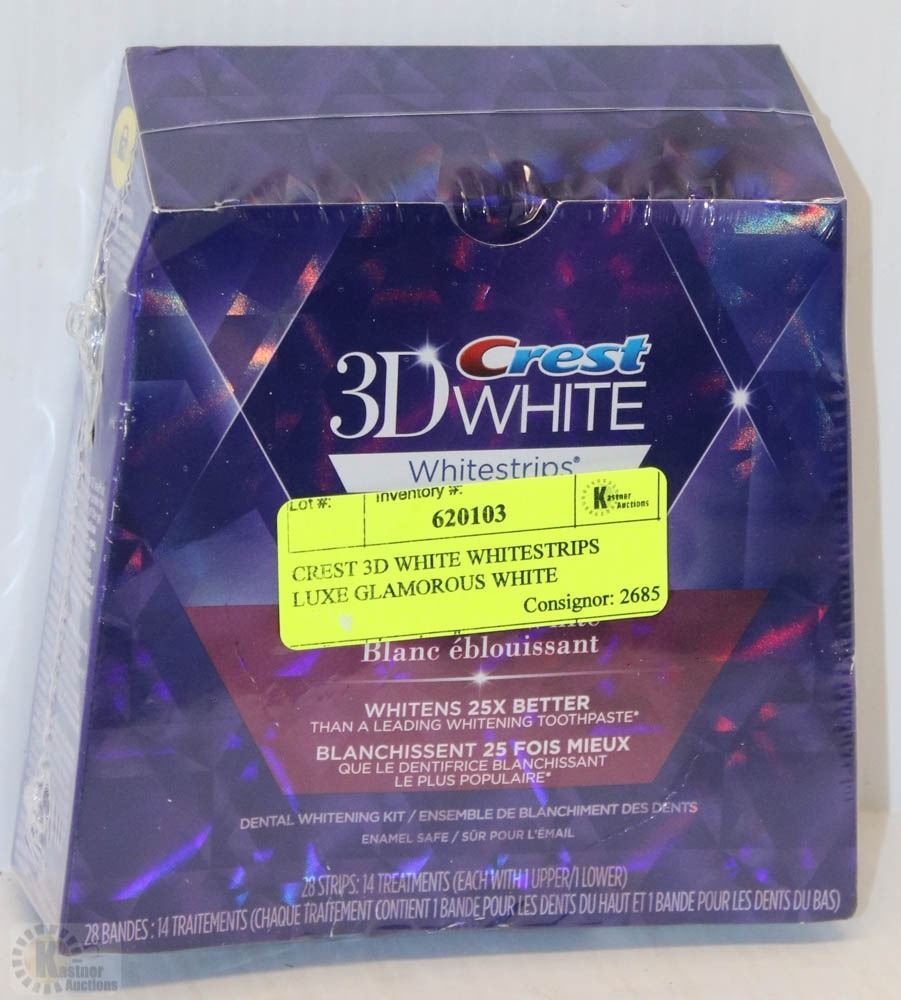 Crest
3D WHITE
Whitestrips®
Lot #:
Inventory #:
620103
Kastner Auctions
CREST 3D WHITE WHITESTRIPS
LUXE GLAMOROUS WHITE
Consignor: 2685
Blanc éblouissant
WHITENS 25X BETTER
THAN A LEADING WHITENING TOOTHPASTE*
BLANCHISSENT 25 FOIS MIEUX
QUE LE DENTIFRICE BLANCHISSANT
LE PLUS POPULAIRE*
DENTAL WHITENING KIT / ENSEMBLE DE BLANCHIMENT DES DENTS
ENAMEL SAFE / SÛR POUR L'ÉMAIL
28 STRIPS: 14 TREATMENTS (EACH WITH 1 UPPER/1 LOWER)
28 BANDES : 14 TRAITEMENTS (CHAQUE TRAITEMENT CONTIENT 1 BANDE POUR LES DENTS DU HAUT ET 1 BANDE POUR LES DENTS DU BAS)
Kastner
Auctions